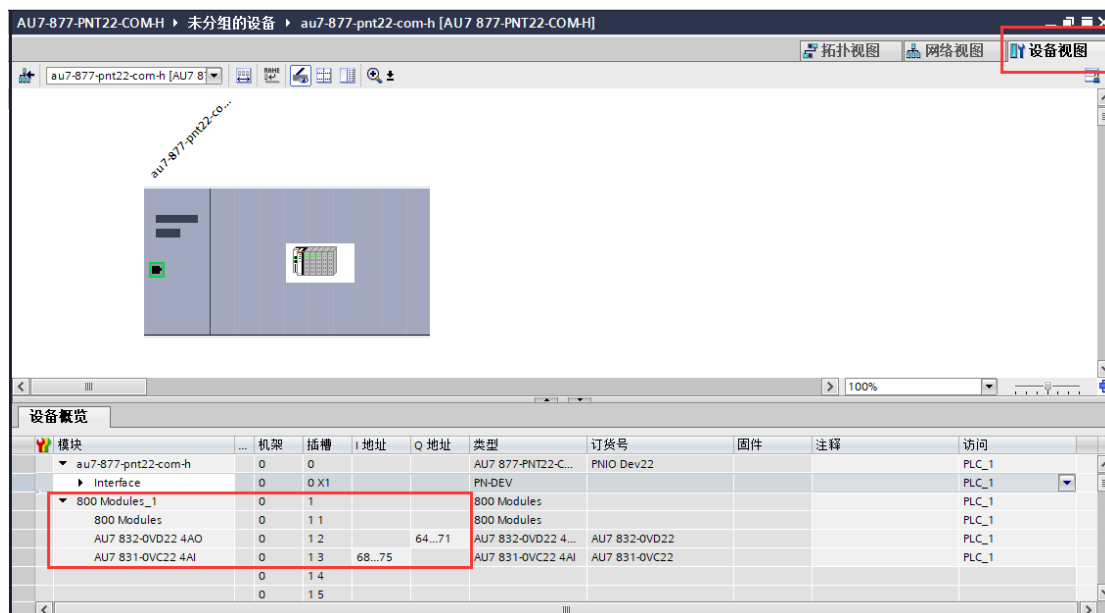 AU7-877-PNT22-COM-H ▸ 未分组的设备 ▸ au7-877-pnt22-com-h [AU7 877-PNT22-COM-H]
拓扑视图 网络视图 设备视图
au7-877-pnt22-com-h [AU7 8
au7-877-pnt22-co...
100%
设备概览
模块 ... 机架 插槽 I 地址 Q 地址 类型 订货号 固件 注释 访问
au7-877-pnt22-com-h 0 0 AU7 877-PNT22-C... PNIO Dev22 PLC_1
Interface 0 0 X1 PN-DEV PLC_1
800 Modules_1 0 1 800 Modules PLC_1
800 Modules 0 1 1 800 Modules PLC_1
AU7 832-0VD22 4AO 0 1 2 64...71 AU7 832-0VD22 4... AU7 832-0VD22 PLC_1
AU7 831-0VC22 4AI 0 1 3 68...75 AU7 831-0VC22 4AI AU7 831-0VC22 PLC_1
0 1 4
0 1 5